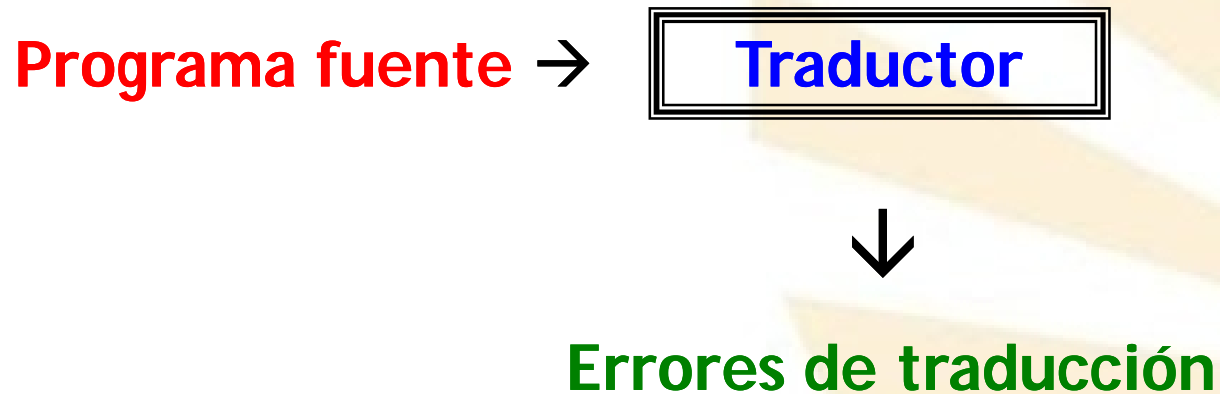 Programa fuente → Traductor
↓
Errores de traducción